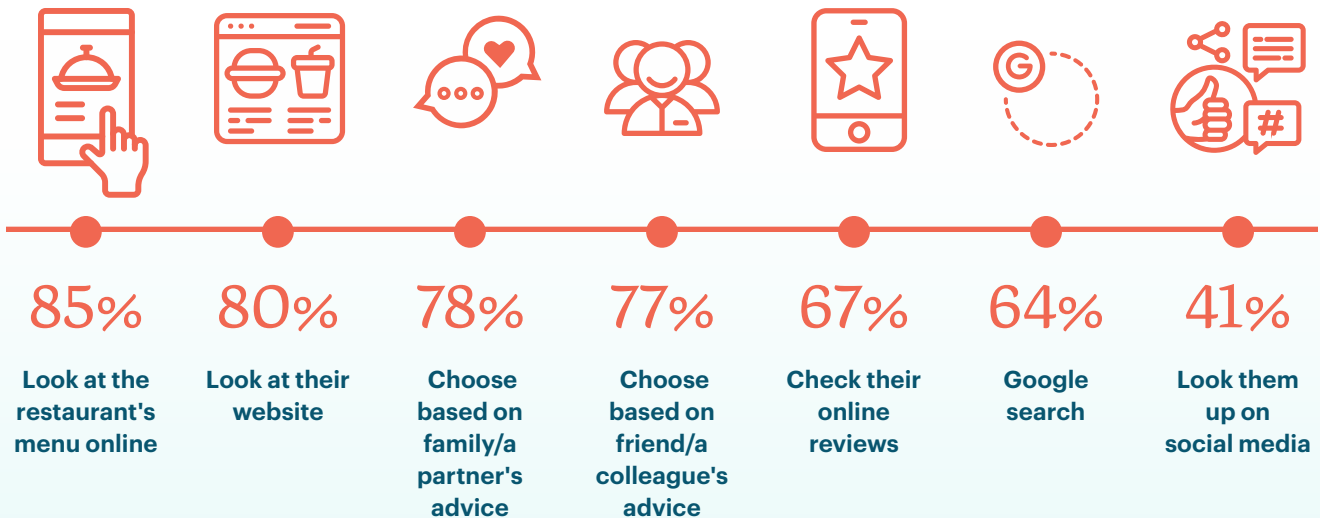 G
#
85%
Look at the
restaurant's
menu online
80%
Look at their
website
78%
Choose
based on
family/a
partner's
advice
77%
Choose
based on
friend/a
colleague's
advice
67%
Check their
online
reviews
64%
Google
search
41%
Look them
up on
social media